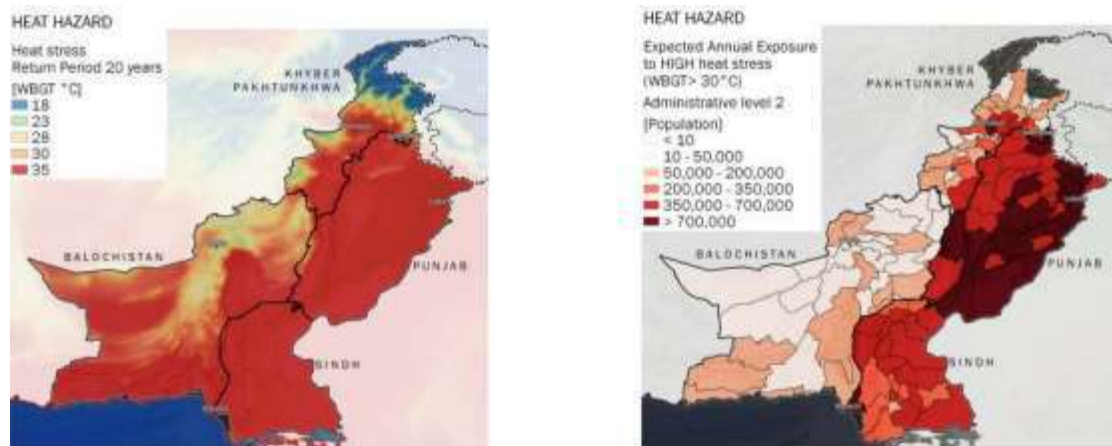 HEAT HAZARD
Heat stress
Return Period 20 years
[WBGT °C]
18
23
28
30
35
KHYBER
PAKHTUNKHWA
BALOCHISTAN
PUNJAB
SINDH
HEAT HAZARD
Expected Annual Exposure
to HIGH heat stress
(WBGT> 30°C)
Administrative level 2
[Population]
< 10
10 - 50,000
50,000 - 200,000
200,000 - 350,000
350,000 - 700,000
> 700,000
KHYBER
PAKHTUNKHWA
BALOCHISTAN
PUNJAB
SINDH